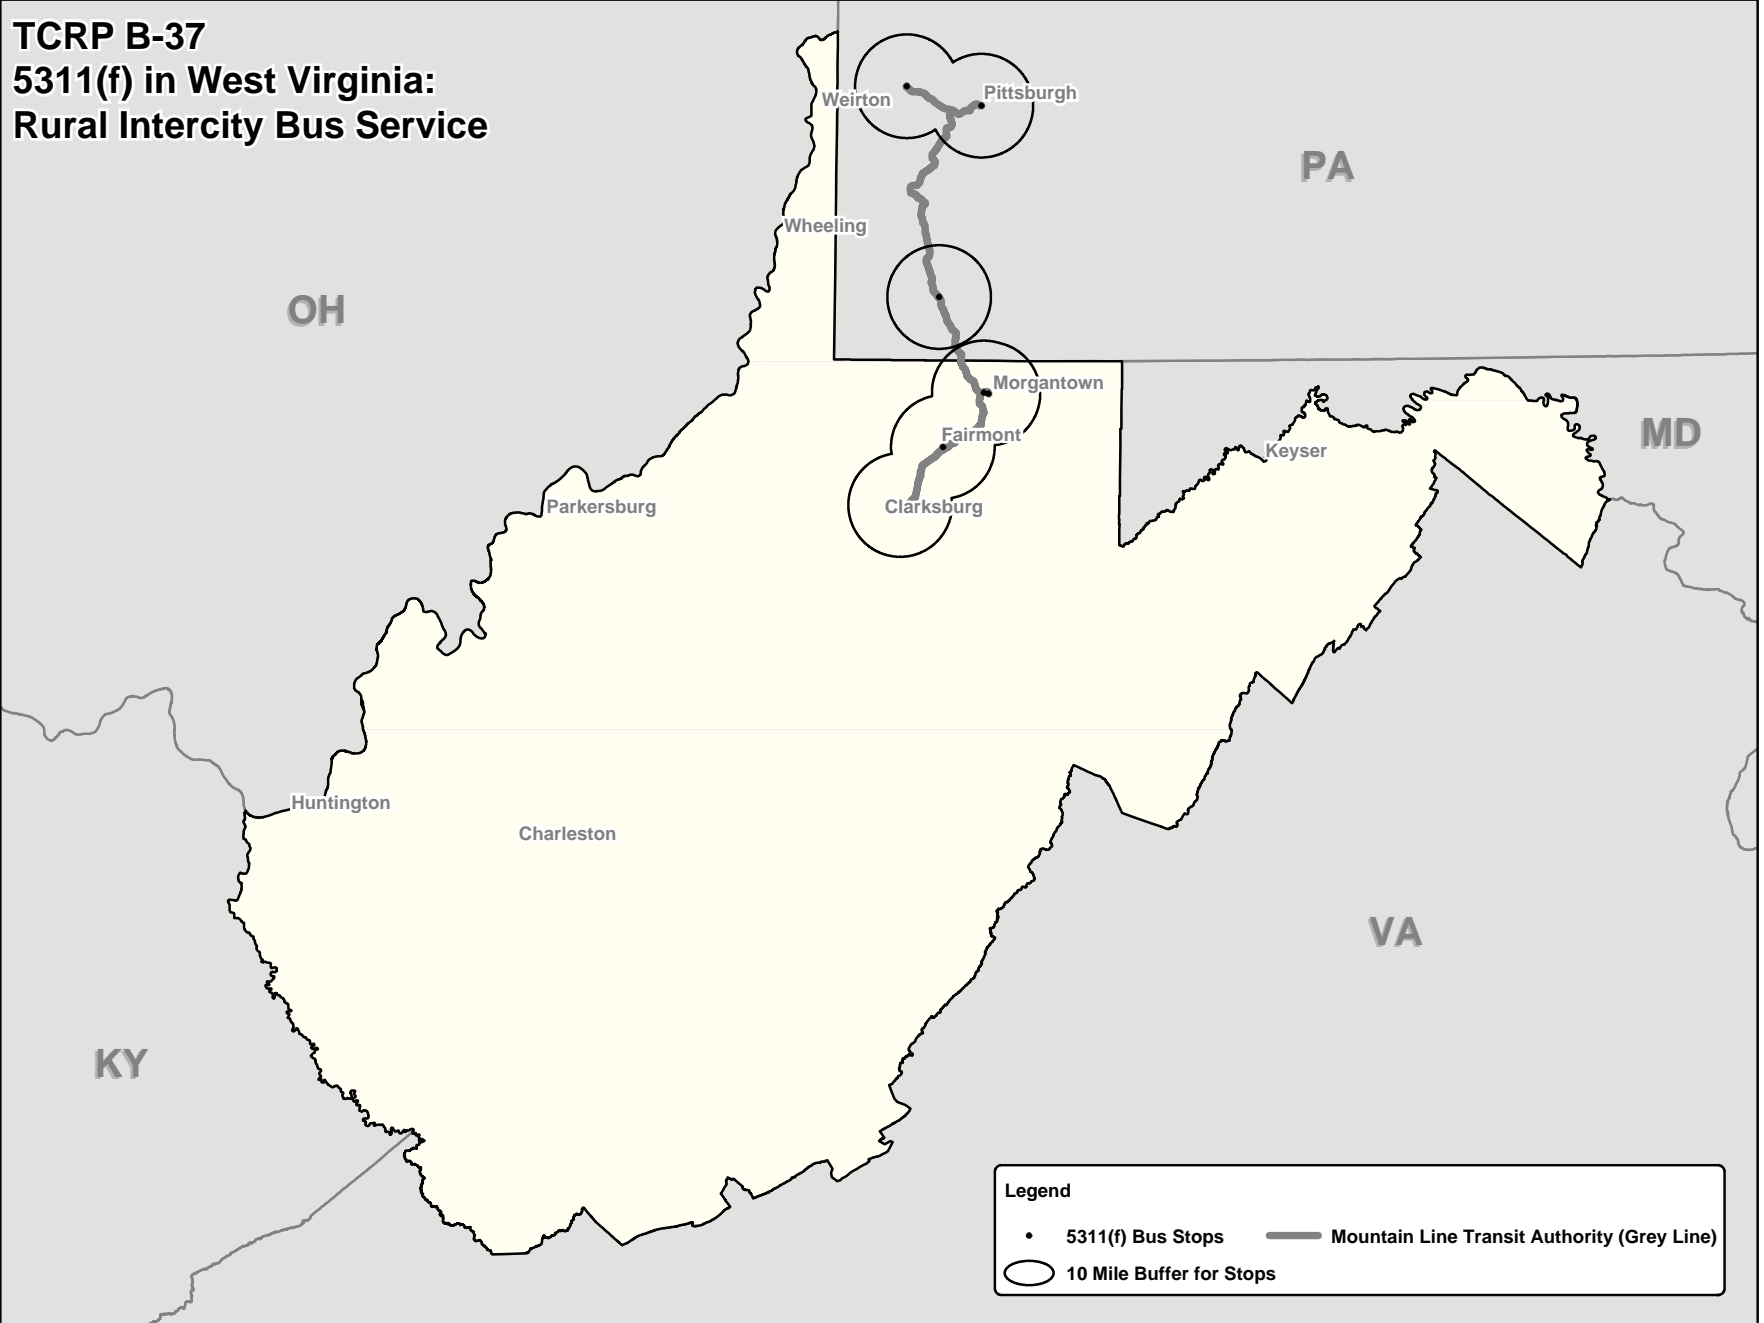 TCRP B-37
5311(f) in West Virginia:
Rural Intercity Bus Service
Weirton
Pittsburgh
PA
Wheeling
OH
Morgantown
Fairmont
MD
Keyser
Parkersburg
Clarksburg
Huntington
Charleston
VA
KY
Legend
5311(f) Bus Stops
Mountain Line Transit Authority (Grey Line)
10 Mile Buffer for Stops